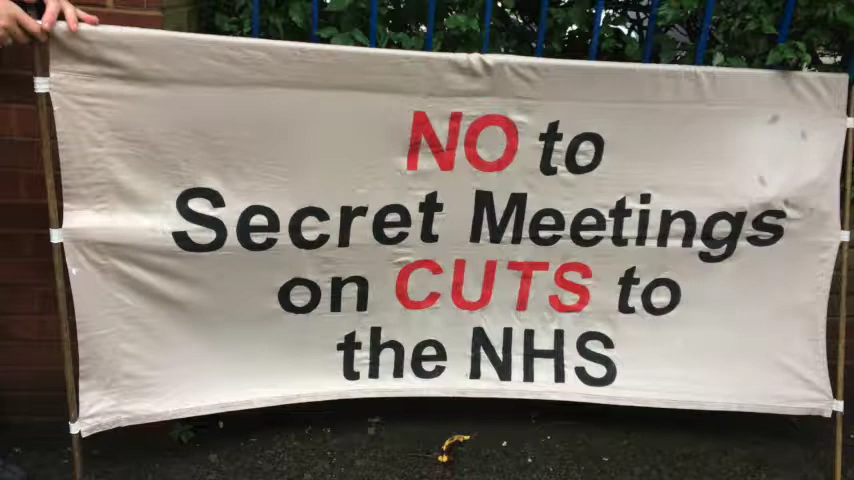 NO to
Secret Meetings
on CUTS to
the NHS